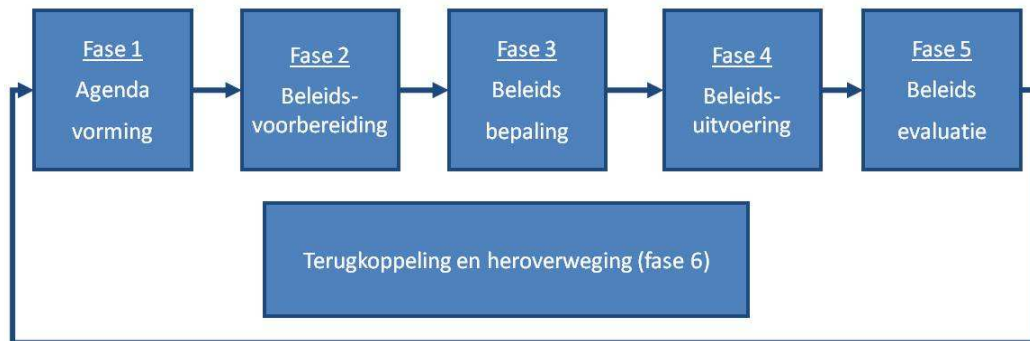 Fase 1
Agenda
vorming
Fase 2
Beleids-
voorbereiding
Fase 3
Beleids
bepaling
Fase 4
Beleids-
uitvoering
Fase 5
Beleids
evaluatie
Terugkoppeling en heroverweging (fase 6)